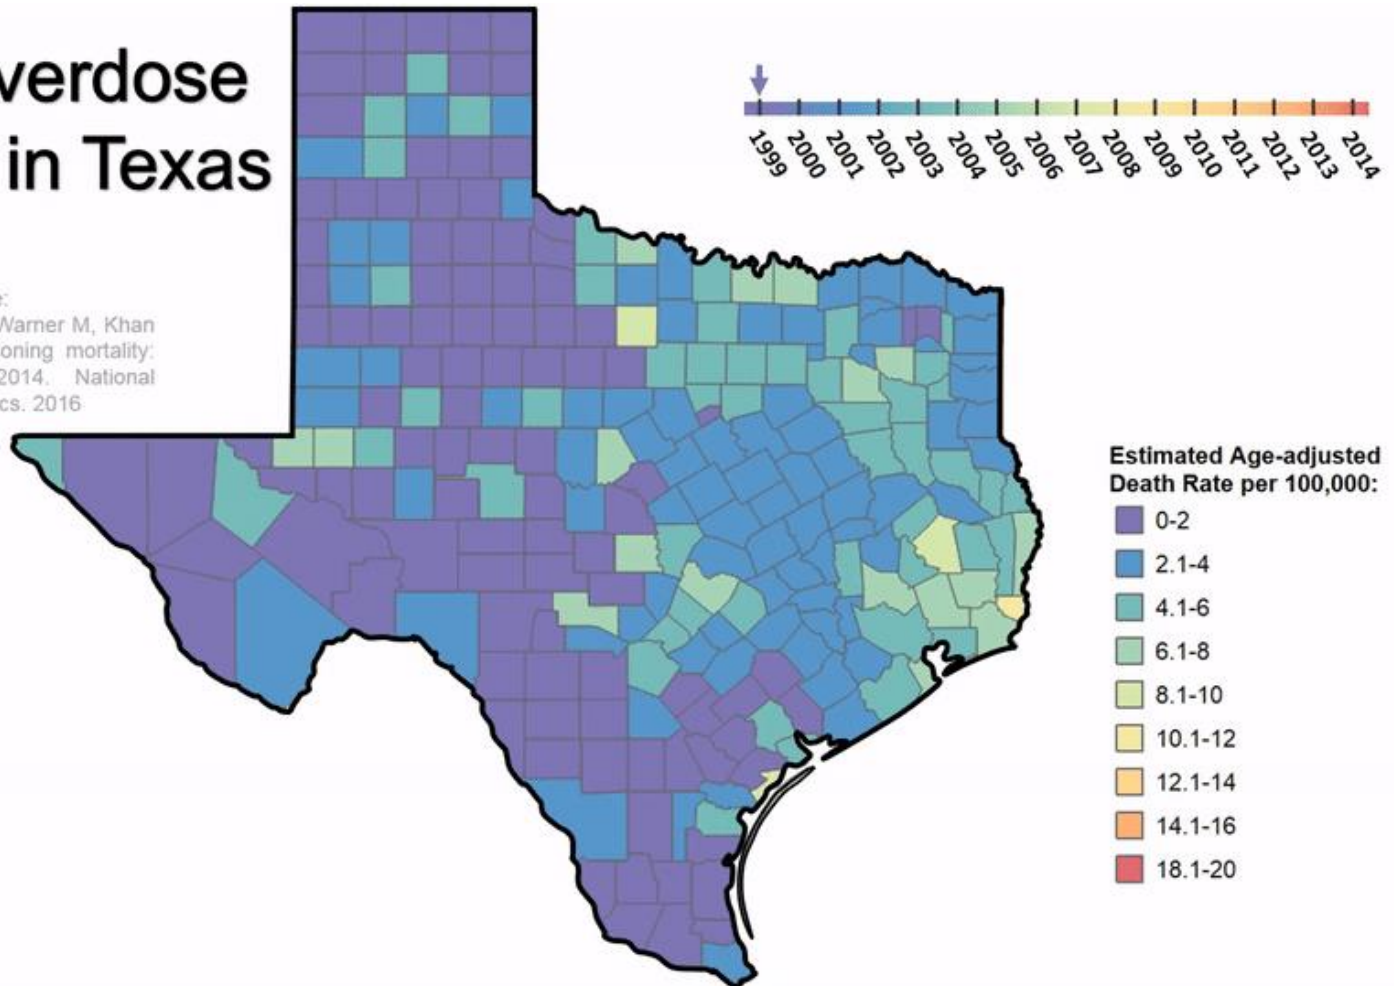 verdose
in Texas
e:
Warner M, Khan
oning mortality:
2014. National
cs. 2016
1999 2000 2001 2002 2003 2004 2005 2006 2007 2008 2009 2010 2011 2012 2013 2014
Estimated Age-adjusted
Death Rate per 100,000:
0-2
2.1-4
4.1-6
6.1-8
8.1-10
10.1-12
12.1-14
14.1-16
18.1-20